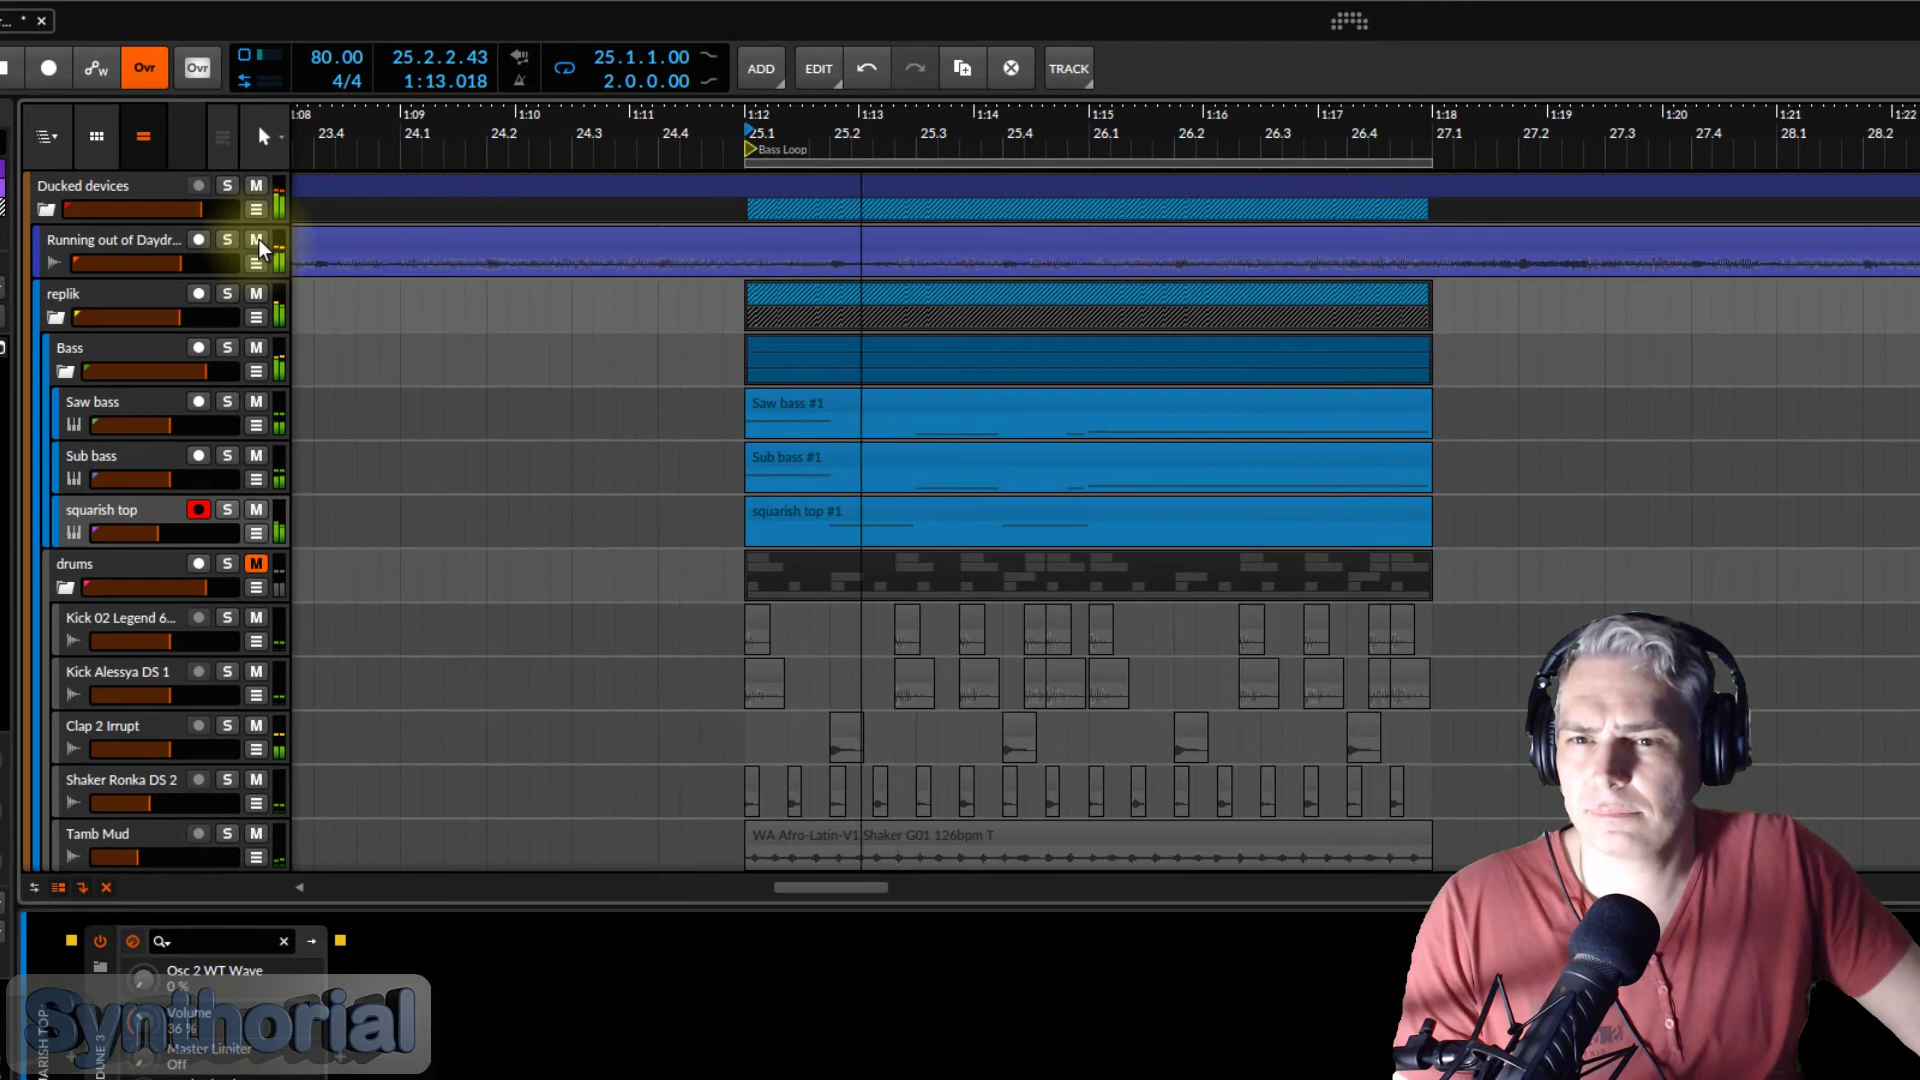 Ovr
Ovr
80.00
4/4
25.2.2.43
1:13.018
25.1.1.00
2.0.0.00
ADD
EDIT
TRACK
1:08 1:09 1:10 1:11 1:12 1:13 1:14 1:15 1:16 1:17 1:18 1:19 1:20 1:21 1:22
23.4 24.1 24.2 24.3 24.4 25.1 25.2 25.3 25.4 26.1 26.2 26.3 26.4 27.1 27.2 27.3 27.4 28.1 28.2
Bass Loop
Ducked devices S M
Running out of Daydr... S M
replik S M
Bass S M
Saw bass S M
Saw bass #1
Sub bass S M
Sub bass #1
squarish top S M
squarish top #1
drums S M
Kick 02 Legend 6... S M
Kick Alessya DS 1 S M
Clap 2 Irrupt S M
Shaker Ronka DS 2 S M
Tamb Mud S M
WA Afro-Latin-V1 Shaker G01 126bpm T
Osc 2 WT Wave
0 %
Volume
36 %
Master Limiter
Off
Synthorial
DUNE 3